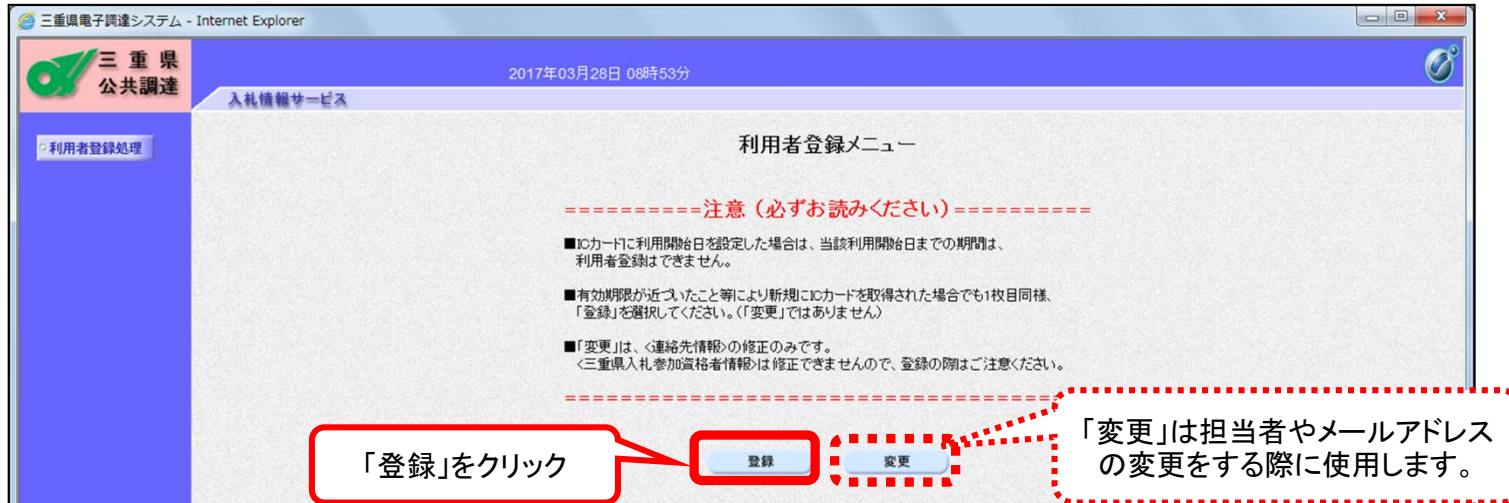 三重県電子調達システム - Internet Explorer
三重県
公共調達
2017年03月28日 08時53分
入札情報サービス
利用者登録処理
利用者登録メニュー
==========注意（必ずお読みください）==========
■ICカードに利用開始日を設定した場合は、当該利用開始日までの期間は、
利用者登録はできません。
■有効期限が近づいたこと等により新規にICカードを取得された場合でも1枚目同様、
「登録」を選択してください。（「変更」ではありません）
■「変更」は、<連絡先情報>の修正のみです。
<三重県入札参加資格者情報>は修正できませんので、登録の際はご注意ください。
====================================
「登録」をクリック
登録
変更
「変更」は担当者やメールアドレス
の変更をする際に使用します。